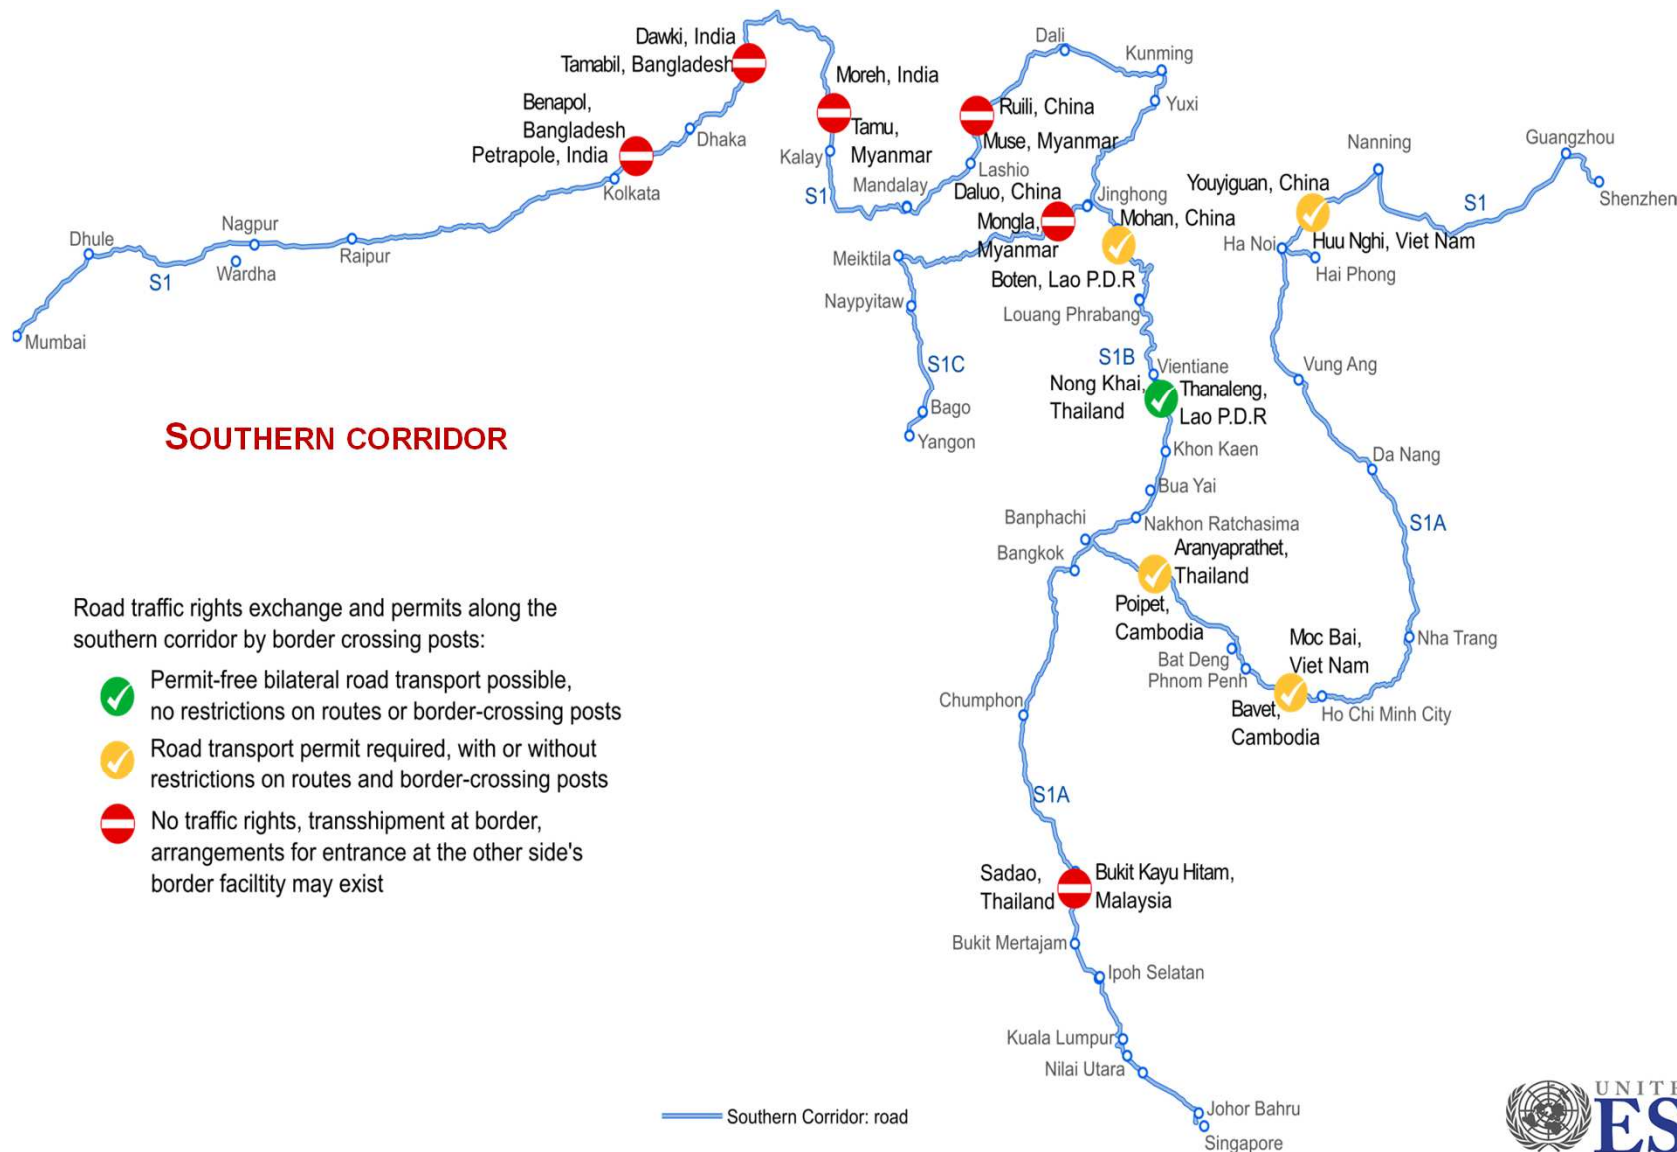 Dawki, India
Tamabil, Bangladesh
Benapol,
Bangladesh
Petrapole, India
Dhaka
Kolkata
Moreh, India
Tamu,
Myanmar
Kalay
S1
Mandalay
Lashio
Ruili, China
Muse, Myanmar
Dali
Kunming
Yuxi
Daluo, China
Mongla,
Myanmar
Jinghong
Mohan, China
Boten, Lao P.D.R
Louang Phrabang
Nanning
Guangzhou
Shenzhen
S1
Youyiguan, China
Huu Nghi, Viet Nam
Ha Noi
Hai Phong
Nagpur
Dhule
Wardha
Raipur
S1
Mumbai
Meiktila
Naypyitaw
S1C
Bago
Yangon
S1B
Vientiane
Nong Khai,
Thailand
Thanaleng,
Lao P.D.R
Khon Kaen
Bua Yai
Nakhon Ratchasima
Banphachi
Bangkok
Aranyaprathet,
Thailand
Poipet,
Cambodia
Bat Deng
Phnom Penh
Moc Bai,
Viet Nam
Bavet,
Cambodia
Ho Chi Minh City
Vung Ang
Da Nang
S1A
Nha Trang
Chumphon
S1A
Sadao,
Thailand
Bukit Kayu Hitam,
Malaysia
Bukit Mertajam
Ipoh Selatan
Kuala Lumpur
Nilai Utara
Johor Bahru
Singapore
SOUTHERN CORRIDOR
Road traffic rights exchange and permits along the
southern corridor by border crossing posts:
Permit-free bilateral road transport possible,
no restrictions on routes or border-crossing posts
Road transport permit required, with or without
restrictions on routes and border-crossing posts
No traffic rights, transshipment at border,
arrangements for entrance at the other side's
border faciltity may exist
Southern Corridor: road
UNITE
ES